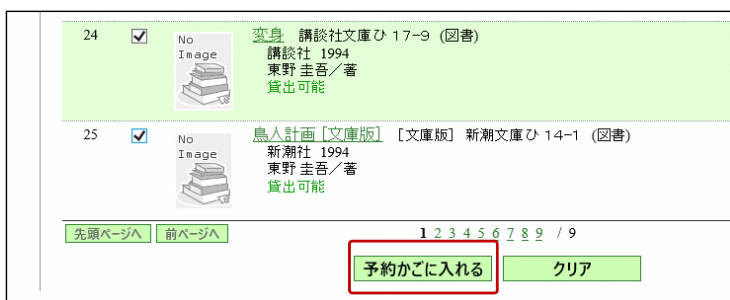 24 No Image 変身 講談社文庫ひ 17-9 (図書)
講談社 1994
東野 圭吾／著
貸出可能
25 No Image 鳥人計画 [文庫版] [文庫版] 新潮文庫ひ 14-1 (図書)
新潮社 1994
東野 圭吾／著
貸出可能
先頭ページへ 前ページへ 1 2 3 4 5 6 7 8 9 / 9
予約かごに入れる クリア